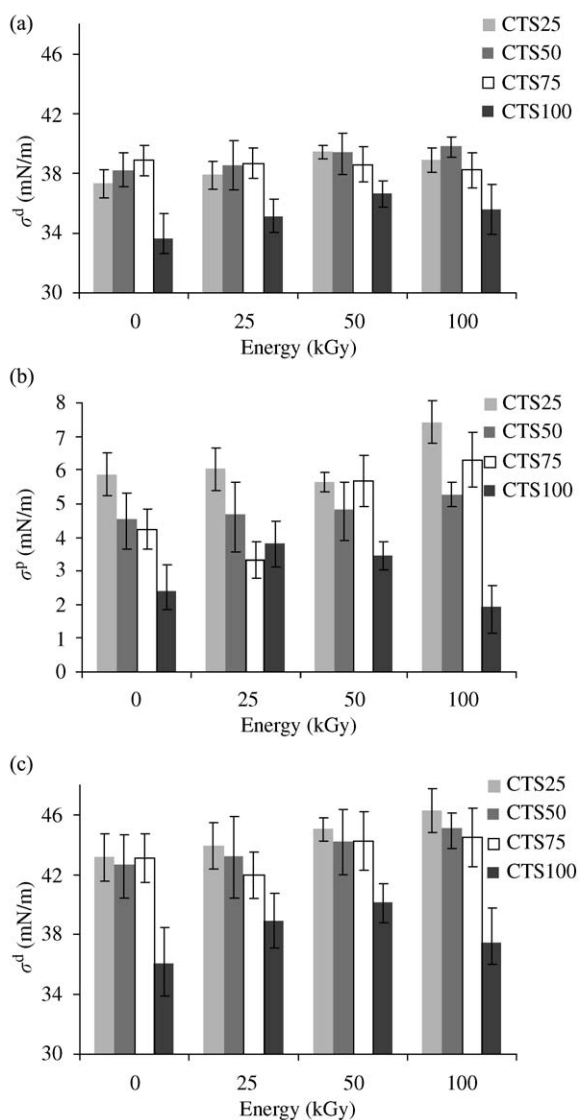 (a)
CTS25
CTS50
CTS75
CTS100
46
42
38
34
30
σᵈ (mN/m)
0 25 50 100
Energy (kGy)
(b)
CTS25
CTS50
CTS75
CTS100
8
7
6
5
4
3
2
1
0
σᵖ (mN/m)
0 25 50 100
Energy (kGy)
(c)
CTS25
CTS50
CTS75
CTS100
46
42
38
34
30
σᵈ (mN/m)
0 25 50 100
Energy (kGy)